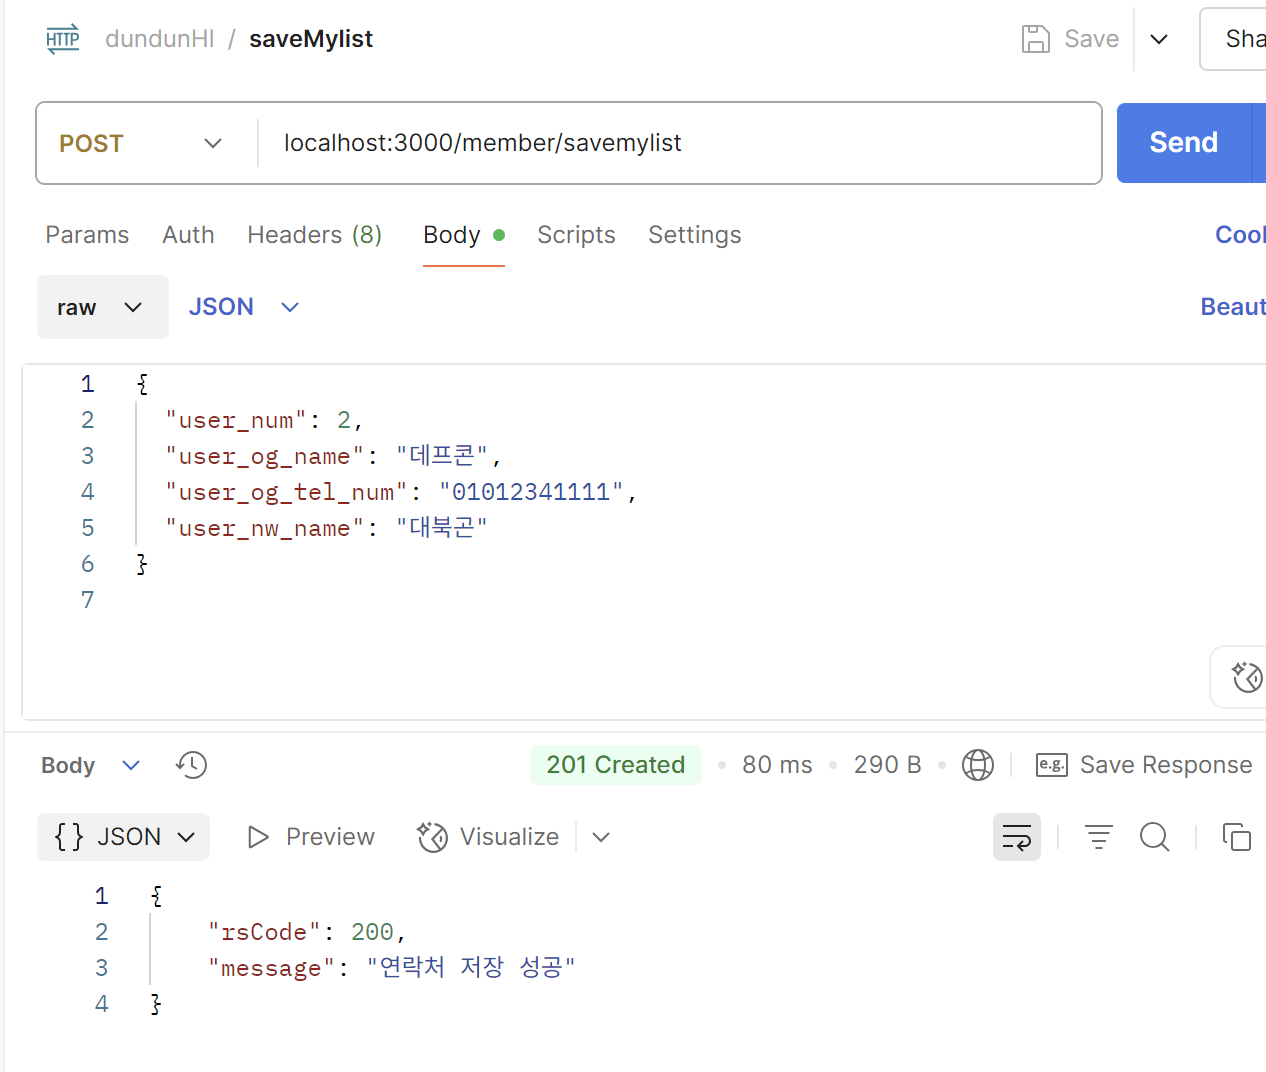 HTTP dundunHI / saveMylist Save Sha
POST localhost:3000/member/savemylist Send
Params Auth Headers (8) Body Scripts Settings Cool
raw JSON Beaut
1 {
2 "user_num": 2,
3 "user_og_name": "데프콘",
4 "user_og_tel_num": "01012341111",
5 "user_nw_name": "대북곤"
6 }
7
Body 201 Created • 80 ms • 290 B • e.g. Save Response
{ } JSON Preview Visualize
1 {
2 "rsCode": 200,
3 "message": "연락처 저장 성공"
4 }